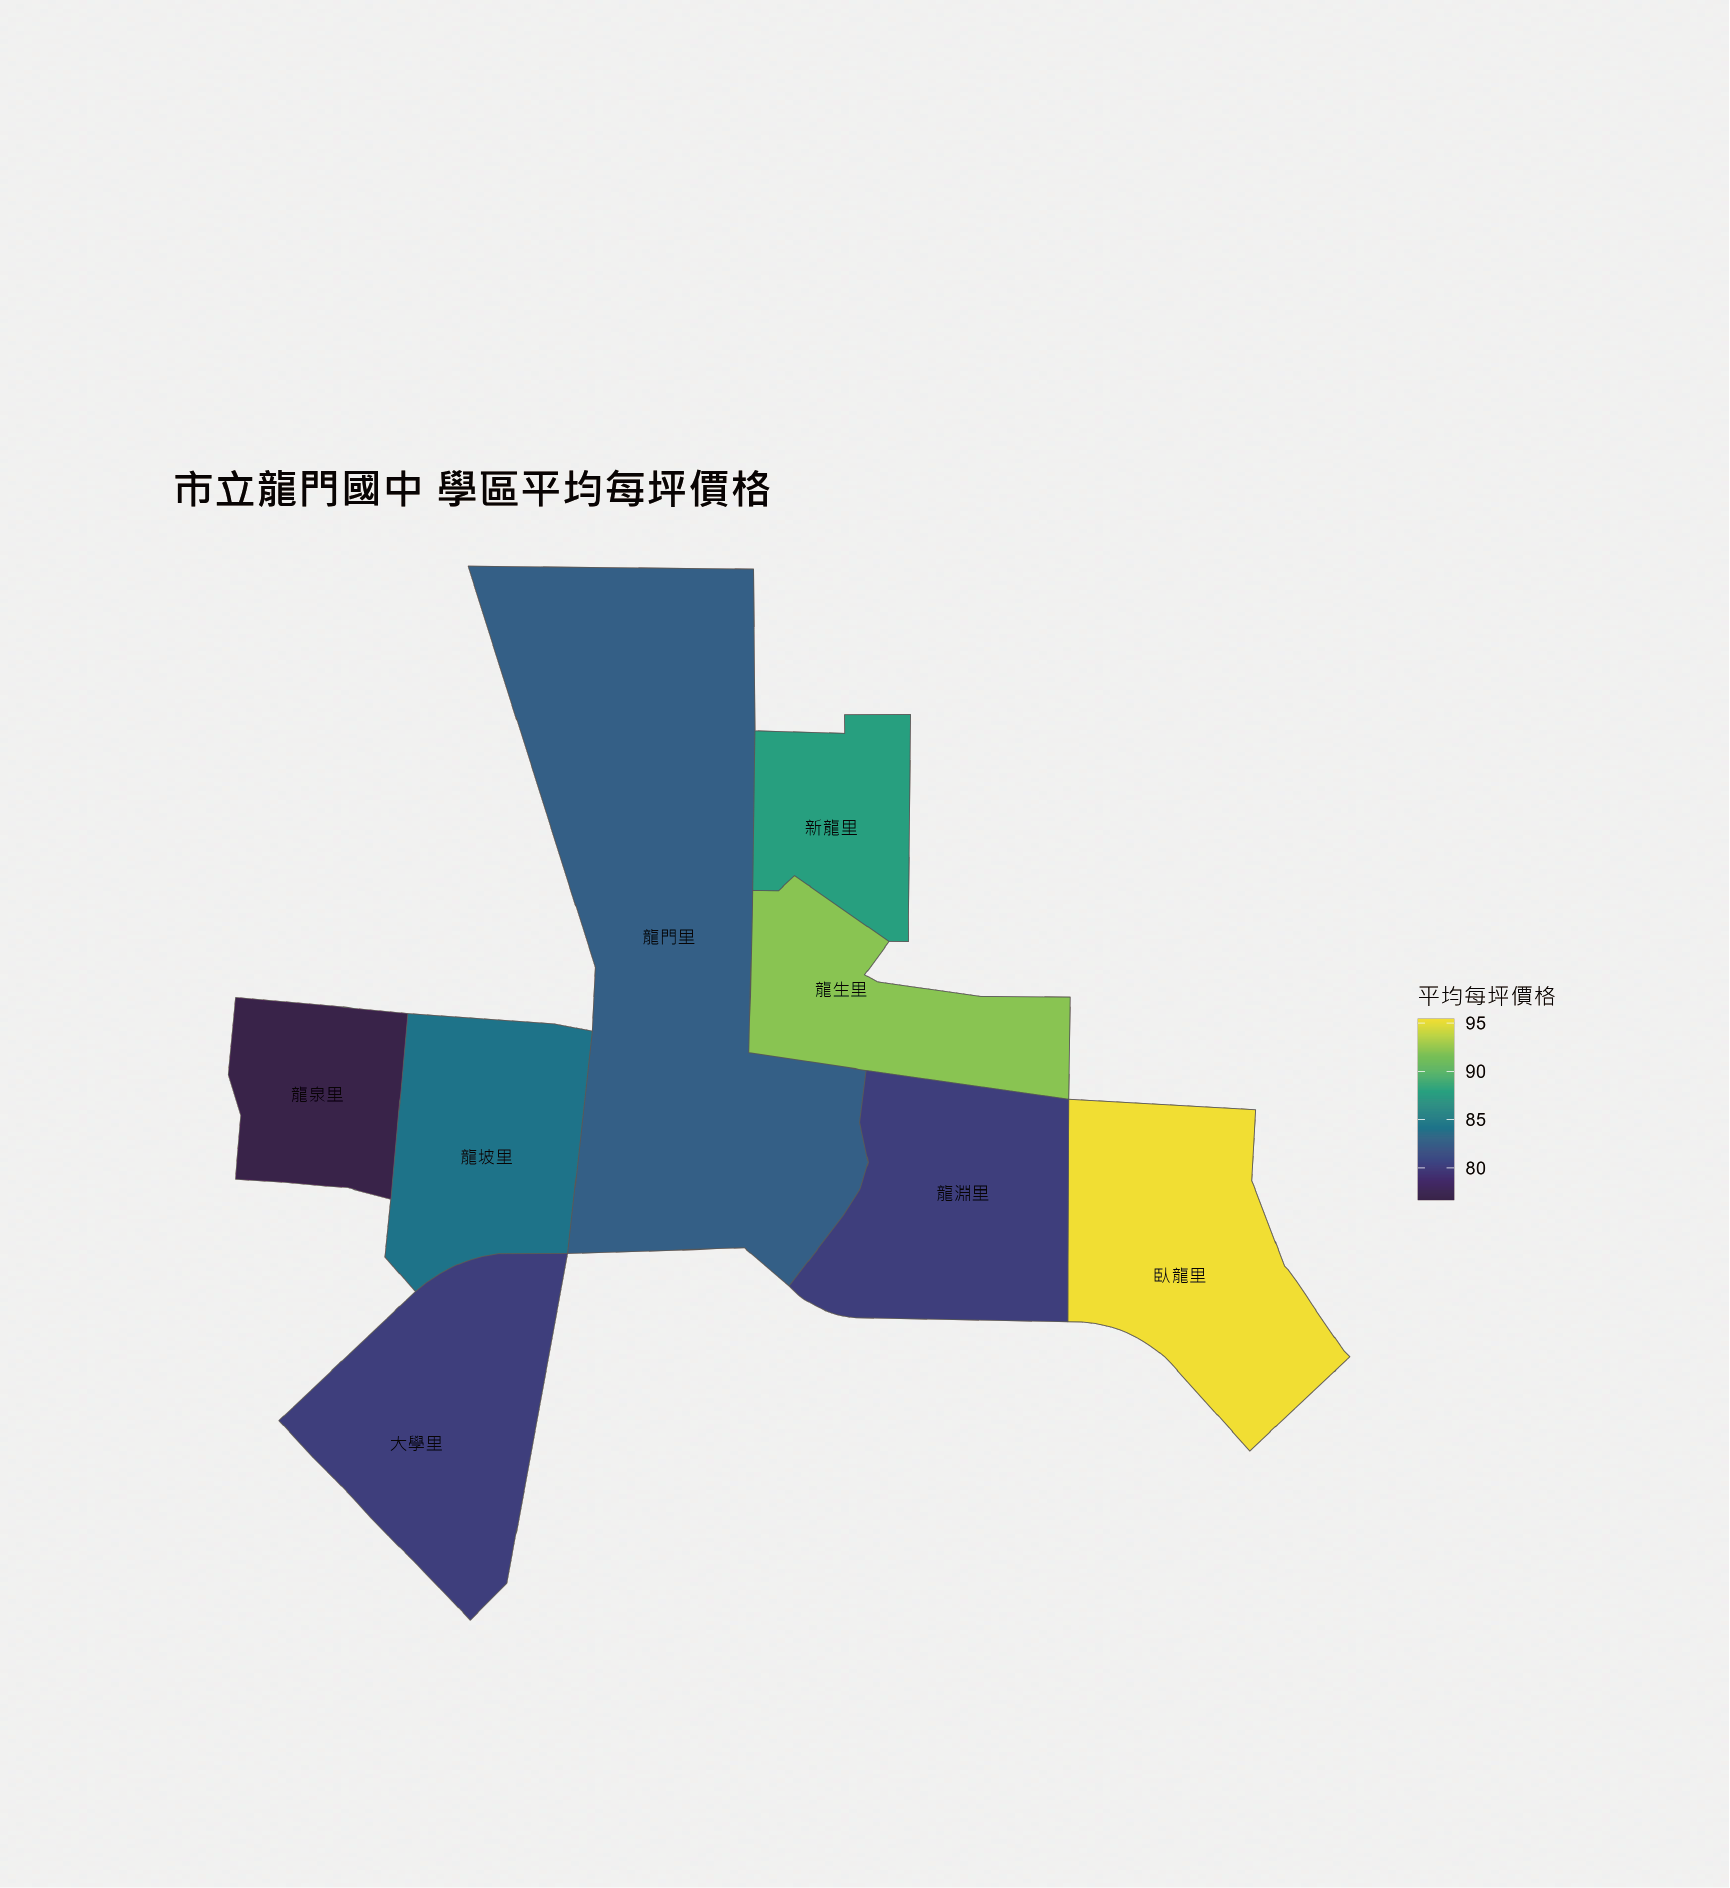 市立龍門國中 學區平均每坪價格
新龍里
龍門里
龍生里
平均每坪價格
95
90
85
80
龍泉里
龍坡里
龍淵里
臥龍里
大學里